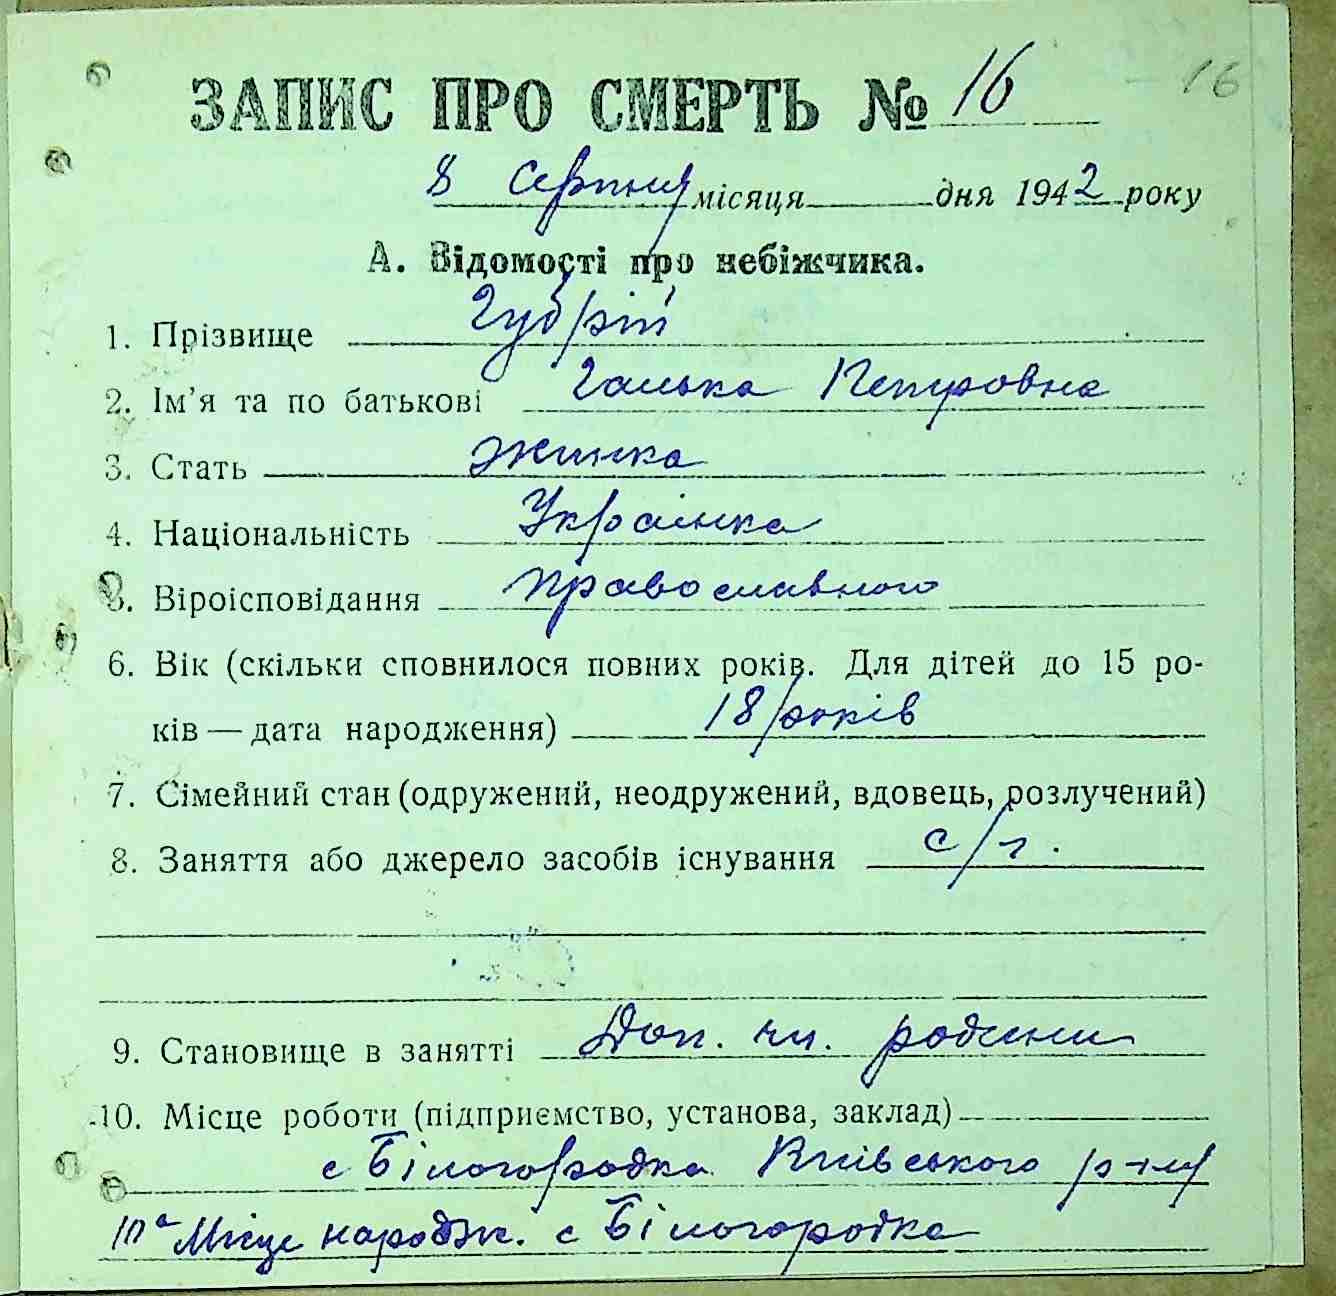 ЗАПИС ПРО СМЕРТЬ № 16
16
8 серпня місяця дня 1942 року
А. Відомості про небіжчика.
1. Прізвище Губрій
2. Ім’я та по батькові Галька Петровна
3. Стать жинка
4. Національність Українка
5. Віроісповідання православного
6. Вік (скільки сповнилося повних років. Для дітей до 15 ро-
ків — дата народження) 18 років
7. Сімейний стан (одружений, неодружений, вдовець, розлучений)
8. Заняття або джерело засобів існування с/г.
9. Становище в занятті Доп. чл. родини
10. Місце роботи (підприємство, установа, заклад)
с Білогородка Київського р-ну
10а Місце народж. с Білогородка